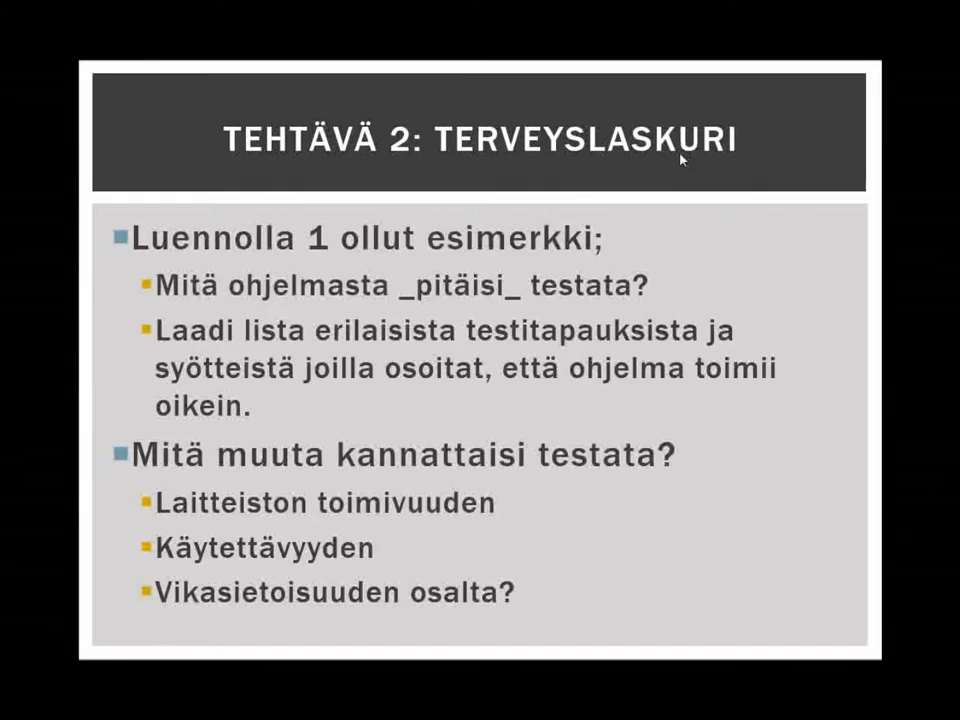 TEHTÄVÄ 2: TERVEYSLASKURI
Luennolla 1 ollut esimerkki;
Mitä ohjelmasta _pitäisi_ testata?
Laadi lista erilaisista testitapauksista ja
syötteistä joilla osoitat, että ohjelma toimii
oikein.
Mitä muuta kannattaisi testata?
Laitteiston toimivuuden
Käytettävyyden
Vikasietoisuuden osalta?